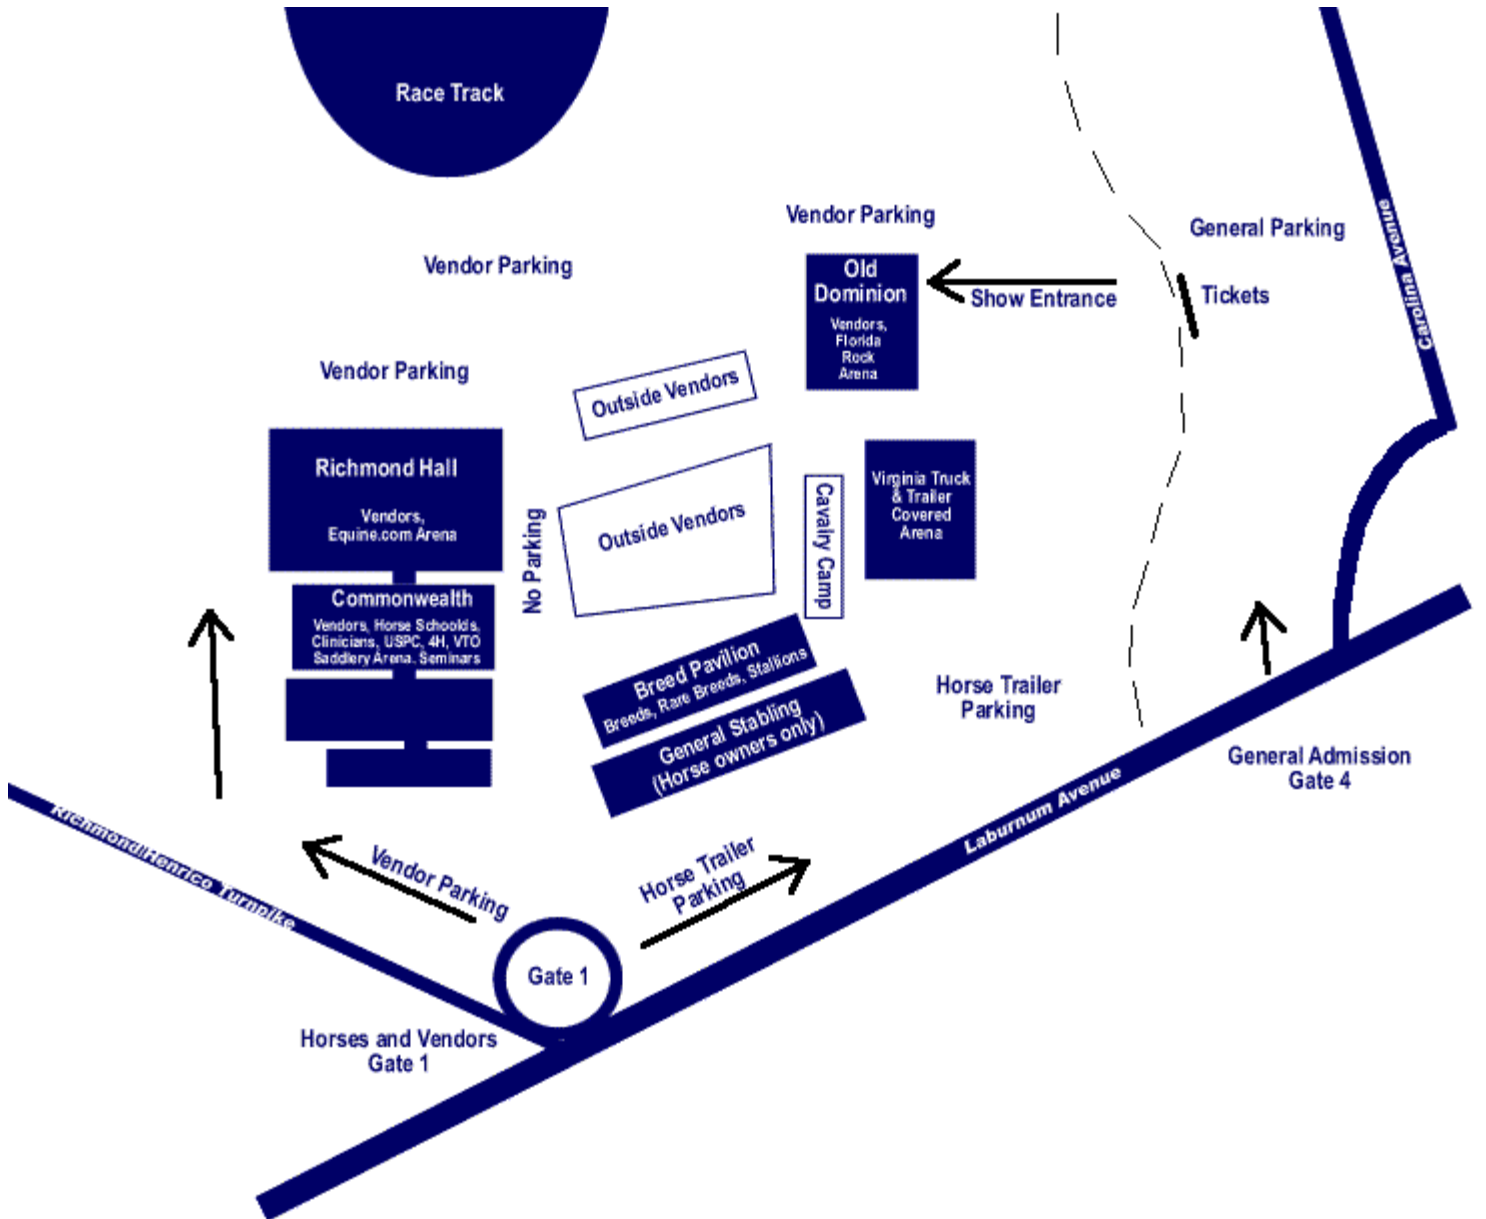 Race Track
Vendor Parking
General Parking
Carolina Avenue
Vendor Parking
Old
Dominion
Vendors,
Florida
Rock
Arena
Show Entrance
Tickets
Vendor Parking
Outside Vendors
Richmond Hall
Vendors,
Equine.com Arena
No Parking
Outside Vendors
Cavalry Camp
Virginia Truck
& Trailer
Covered
Arena
Commonwealth
Vendors, Horse Schoolds,
Clinicians, USPC, 4H, VTO
Saddlery Arena. Seminars
Breed Pavilion
Breeds, Rare Breeds, Stallions
General Stabling
(Horse owners only)
Horse Trailer
Parking
General Admission
Gate 4
Laburnum Avenue
Richmond/Henrico Turnpike
Vendor Parking
Horse Trailer
Parking
Gate 1
Horses and Vendors
Gate 1